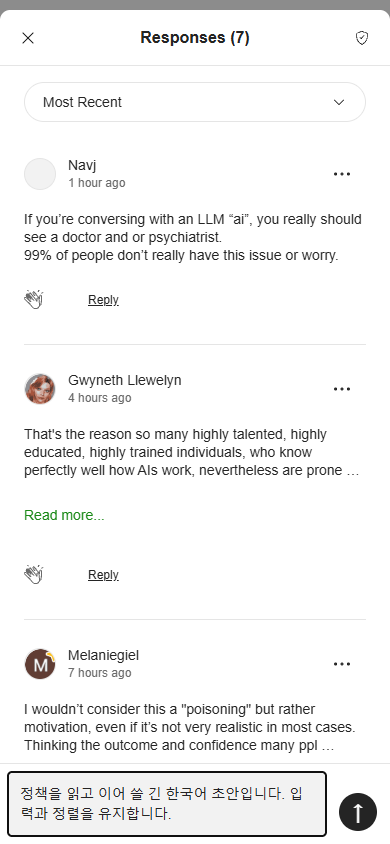 Responses (7)
Most Recent
Navj
1 hour ago
If you’re conversing with an LLM “ai”, you really should
see a doctor and or psychiatrist.
99% of people don’t really have this issue or worry.
Reply
Gwyneth Llewelyn
4 hours ago
That's the reason so many highly talented, highly
educated, highly trained individuals, who know
perfectly well how AIs work, nevertheless are prone …
Read more...
Reply
M
Melaniegiel
7 hours ago
I wouldn’t consider this a "poisoning" but rather
motivation, even if it’s not very realistic in most cases.
Thinking the outcome and confidence many ppl …
정책을 읽고 이어 쓸 긴 한국어 초안입니다. 입
력과 정렬을 유지합니다.